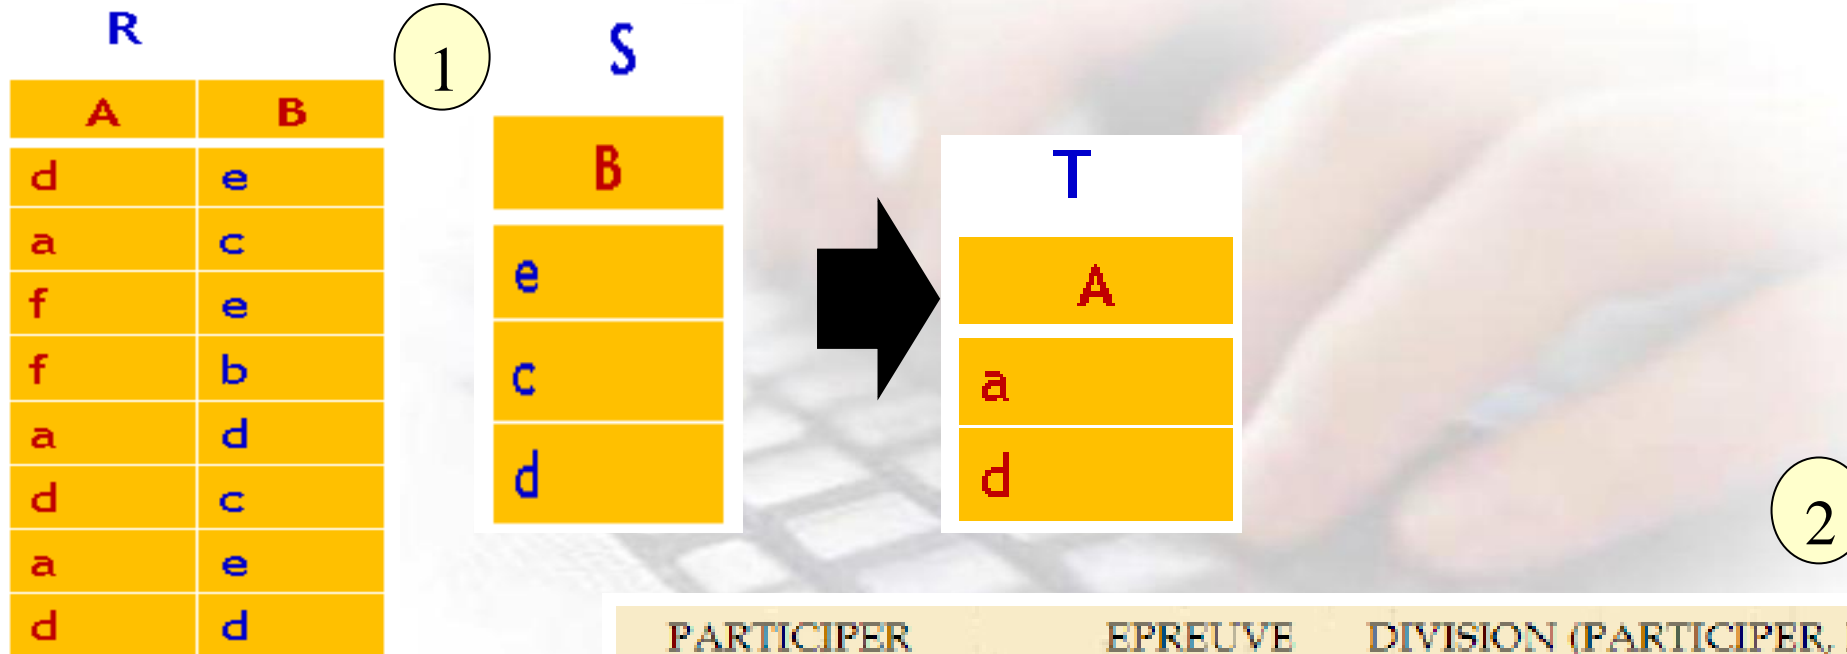 R
A B
d e
a c
f e
f b
a d
d c
a e
d d
1
S
B
e
c
d
T
A
a
d
2
PARTICIPER EPREUVE DIVISION (PARTICIPER,